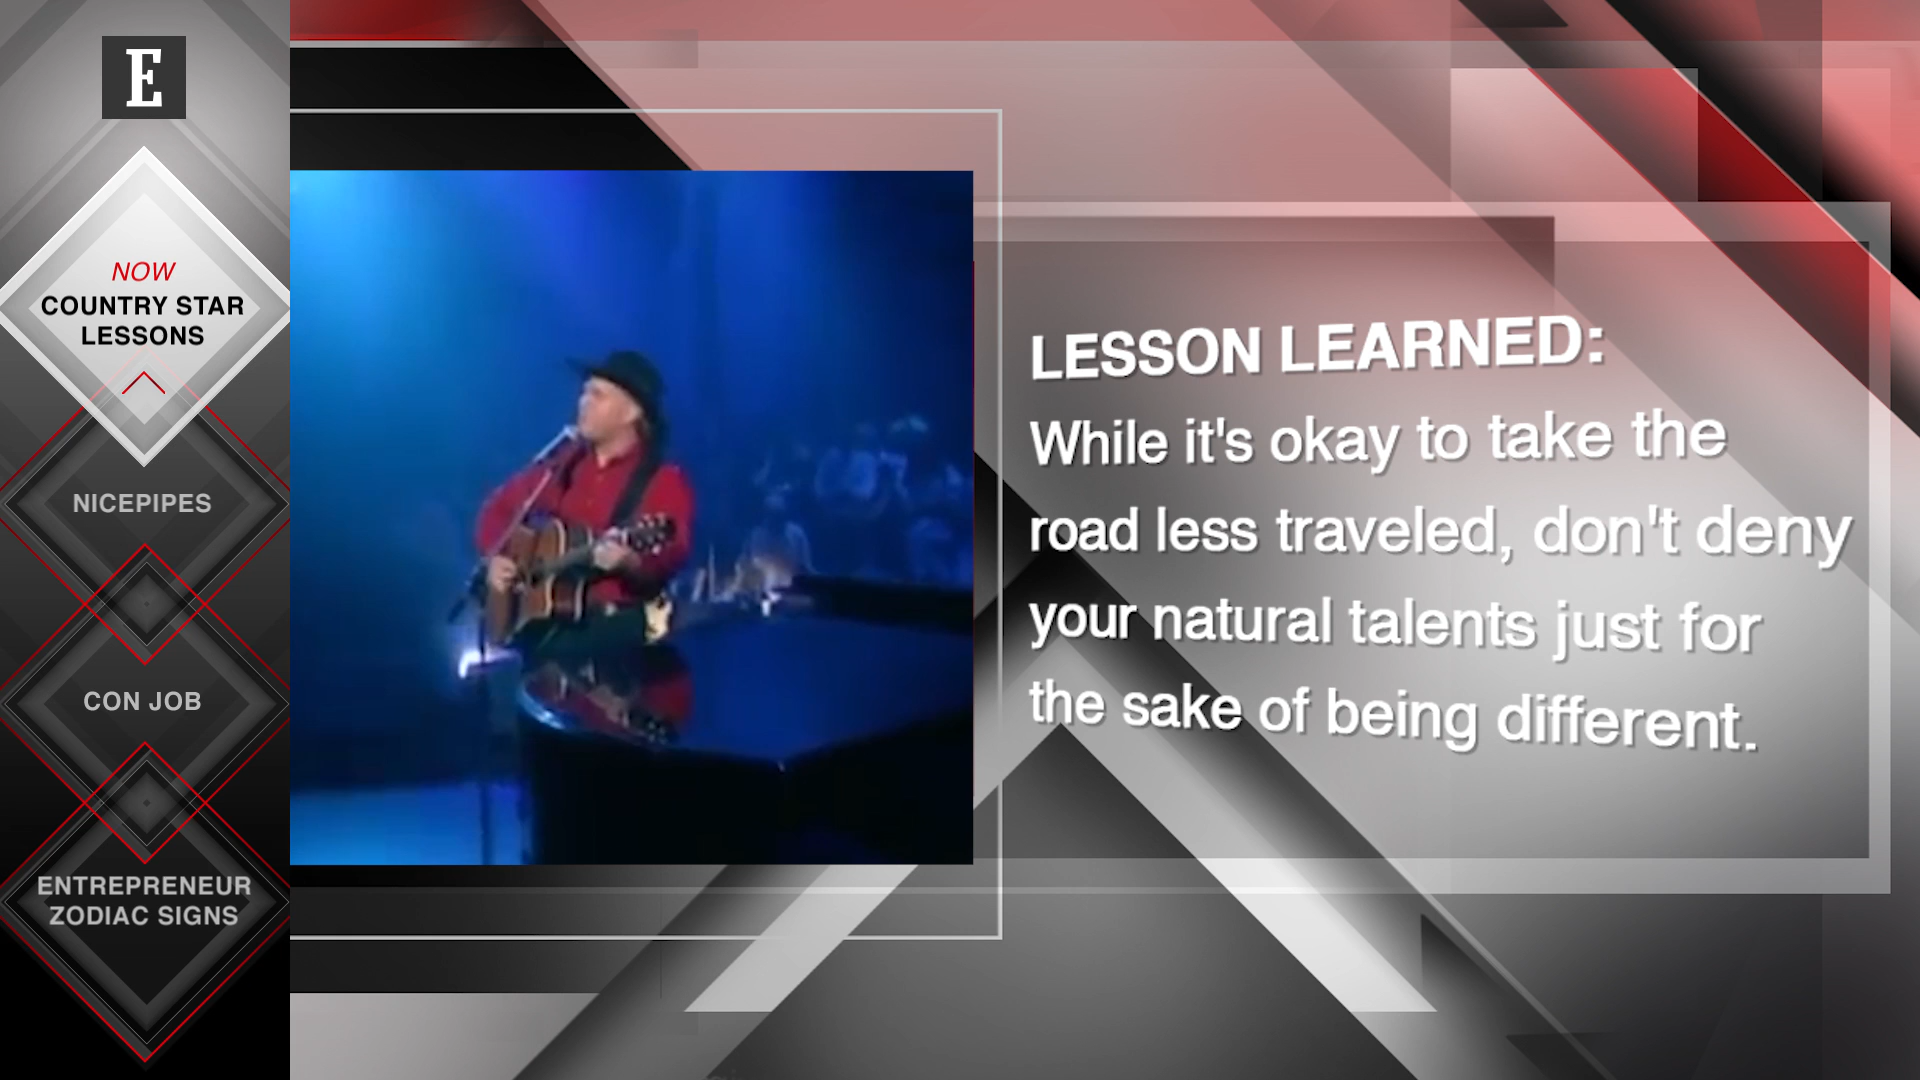 E
NOW
COUNTRY STAR
LESSONS
NICEPIPES
CON JOB
ENTREPRENEUR
ZODIAC SIGNS
LESSON LEARNED:
While it's okay to take the
road less traveled, don't deny
your natural talents just for
the sake of being different.